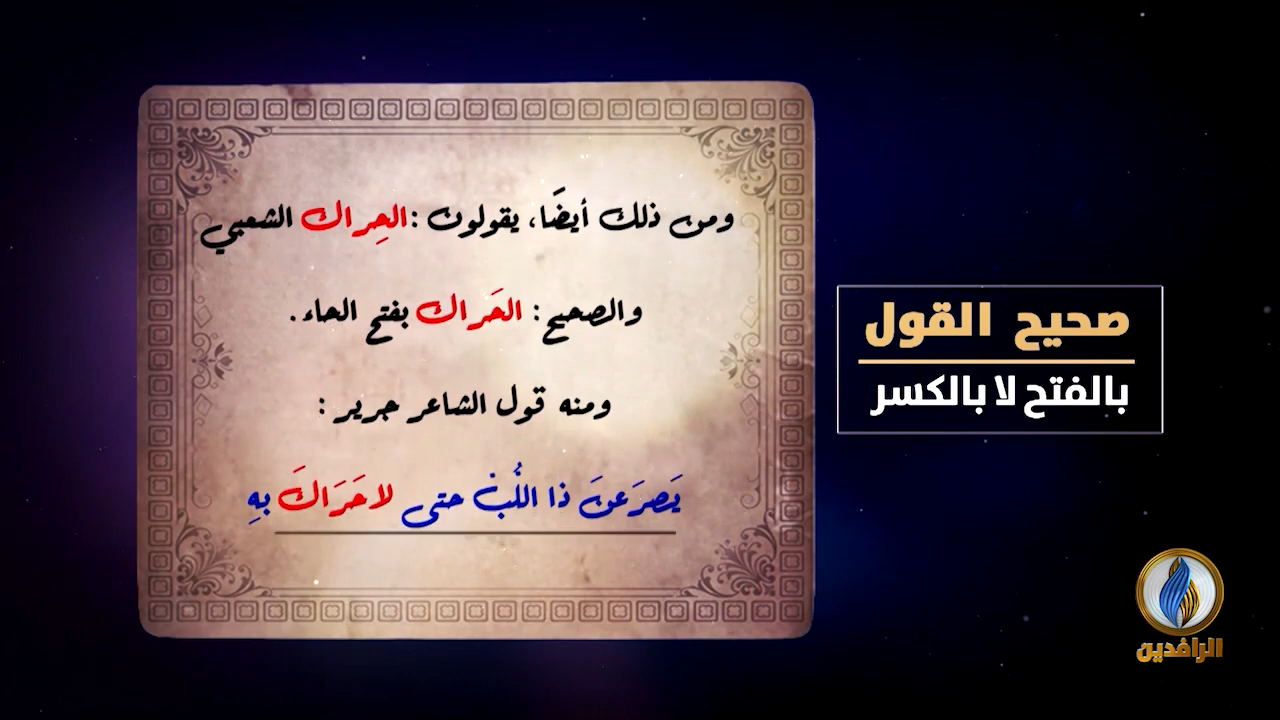 ومن ذلك أيضًا، يقولون :الحِراك الشعبي
والصحيح: الحَراك بفتح الحاء.
ومنه قول الشاعر جرير :
يَصرَعنَ ذا اللُّبْ حتى لاحَرَاكَ بهِ
صحيح القول
بالفتح لا بالكسر
الرافدين